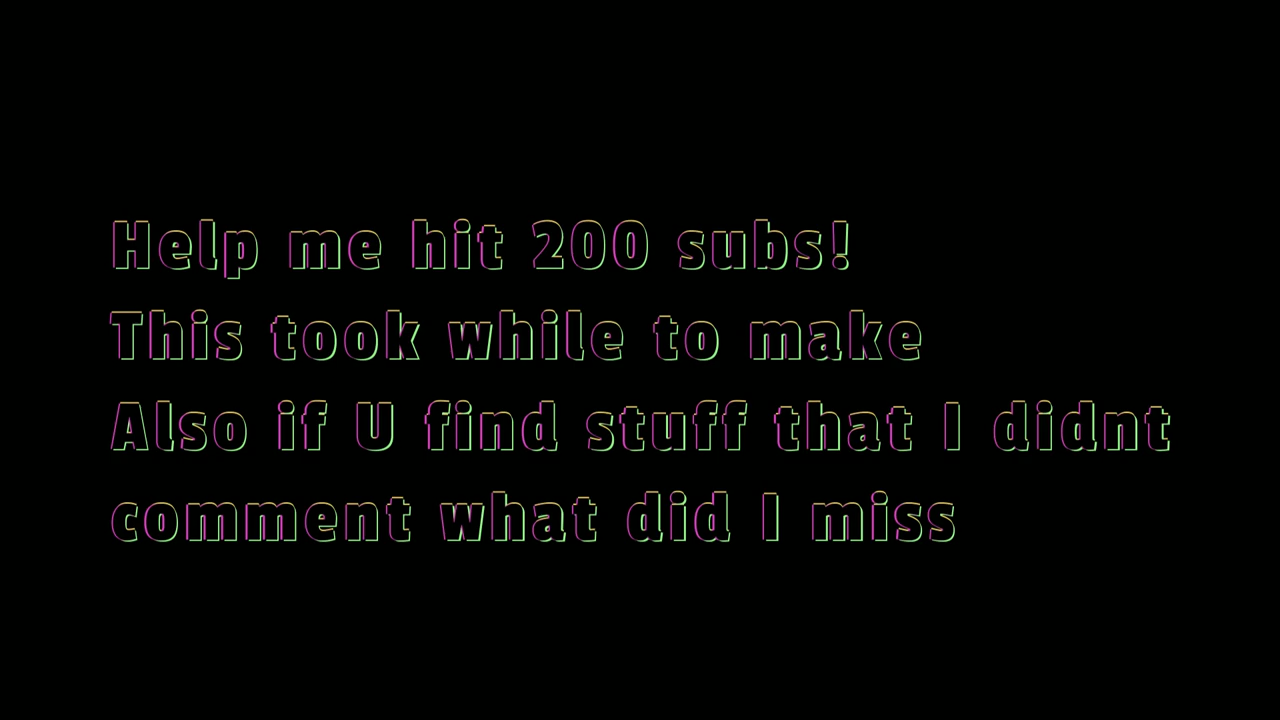 Help me hit 200 subs!
This took while to make
Also if U find stuff that I didnt
comment what did I miss